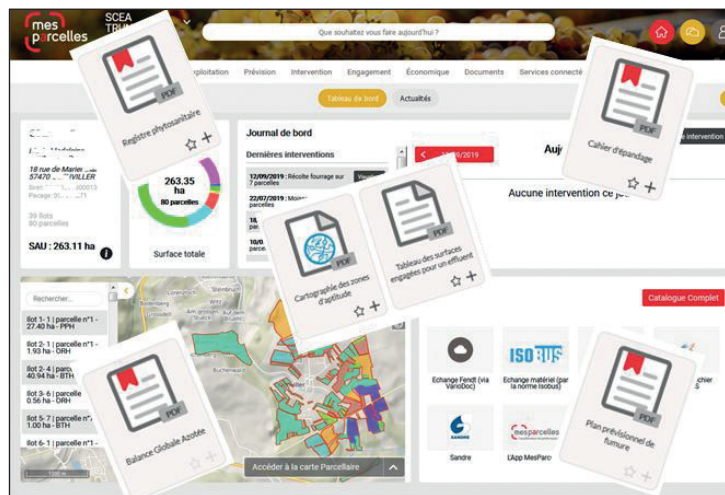 mes
parcelles
SCEA
Que souhaitez vous faire aujourd'hui ?
Prévision Intervention Engagement Économique Documents Services connecté
Tableau de bord Actualités
PDF
Registre phytosanitaire
PDF
Cahier d'épandage
18 rue de
57470
39 îlots
80 parcelles
SAU : 263.11 ha
263.35
ha
80 parcelles
Surface totale
Journal de bord
Dernières interventions
12/09/2019 : Récolte fourrage sur
7 parcelles
22/07/2019 :
intervention
Aucune intervention ce
PDF
Cartographie des zones
d'aptitude
PDF
Tableau des surfaces
engagées pour un effluent
Rechercher...
Ilot 1- 1 | parcelle n°1 -
27.40 ha - PPH
Ilot 2- 1 | parcelle n°1 -
1.93 ha - ORH
Ilot 2- 4 |
40.94 ha - BTH
Ilot 3- 6 | parcelle
0.56 ha - ORH
Ilot 5- 7 | parcelle n°
1.00 ha - BTH
Ilot 6- 1 | parcelle n°1 -
Steinbruch
Buchenwald
Accéder à la carte Parcellaire
PDF
Balance Globale Azotée
Catalogue Complet
Echange Fendt (via
VarioDoc)
ISOBUS
Echange matériel (par
la norme Isobus)
SANDRE
Sandre
mesparcelles
L'App MesParc
PDF
Plan prévisionnel de
fumure